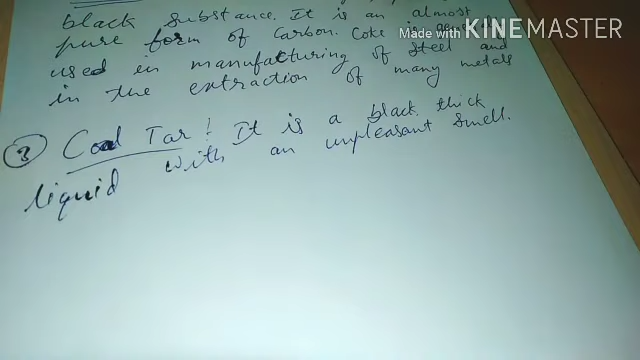 black substance. It is an almost
pure form of Carbon. Coke is
used in manufacturing of steel and
in the extraction of many metals
Made with KINEMASTER
② Coal Tar! It is a black thick
liquid with an unpleasant smell.